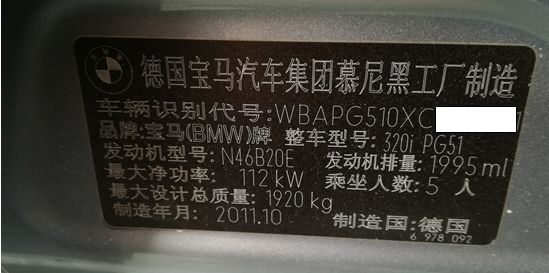 BMW
德国宝马汽车集团慕尼黑工厂制造
车辆识别代号:WBAPG510XC 1
品牌:宝马(BMW)牌 整车型号: 320i PG51
发动机型号: N46B20E 发动机排量: 1995ml
最大净功率: 112kW 乘坐人数: 5 人
最大设计总质量: 1920 kg
制造年月: 2011.10 制造国: 德国
6 978 092